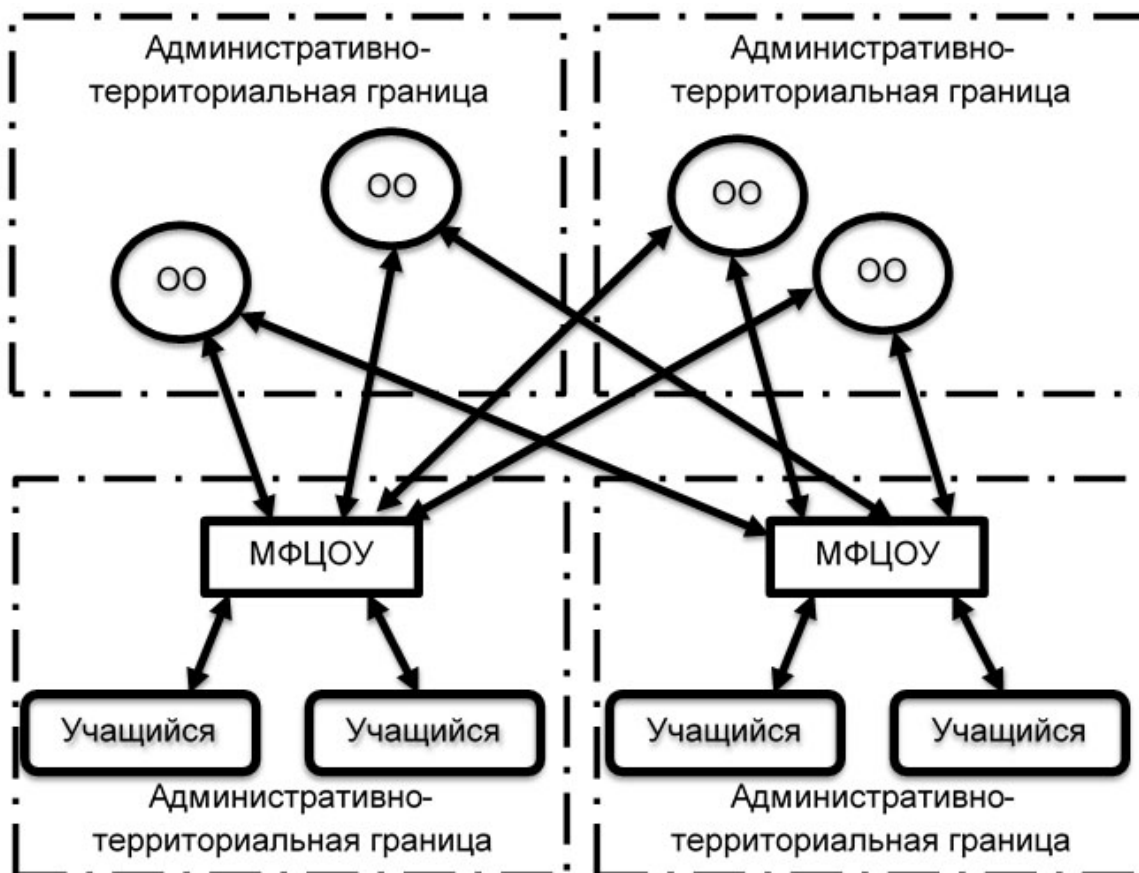 Административно-
территориальная граница
Административно-
территориальная граница
ОО
ОО
ОО
ОО
МФЦОУ
МФЦОУ
Учащийся
Учащийся
Учащийся
Учащийся
Административно-
территориальная граница
Административно-
территориальная граница